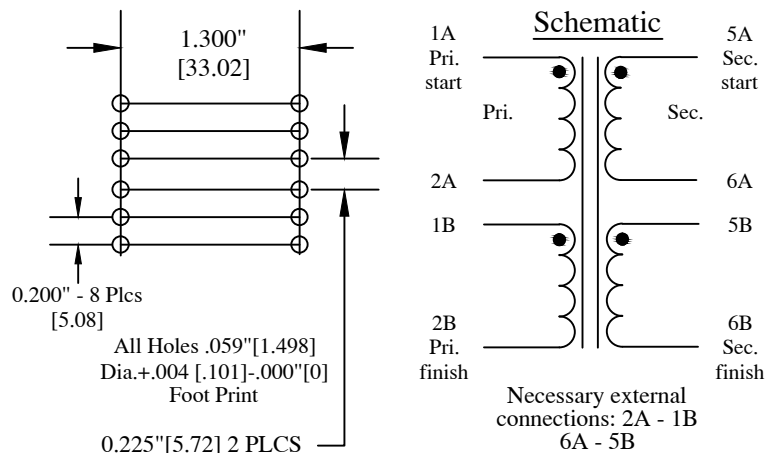 1.300"
[33.02]
0.200" - 8 Plcs
[5.08]
All Holes .059"[1.498]
Dia.+.004 [.101]-.000"[0]
Foot Print
0.225"[5.72] 2 PLCS
Schematic
1A
Pri.
start
5A
Sec.
start
Pri.
Sec.
2A
6A
1B
5B
2B
Pri.
finish
6B
Sec.
finish
Necessary external
connections: 2A - 1B
6A - 5B